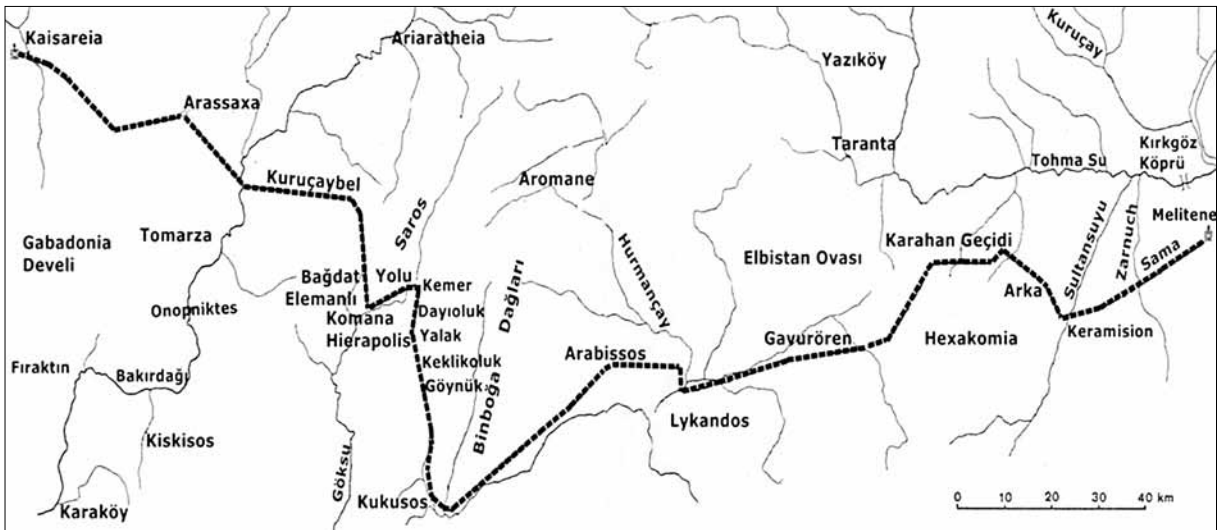 Kaisareia
Ariaratheia
Kuruçay
Yazıköy
Arassaxa
Taranta
Tohma Su
Kırkgöz
Köprü
Kuruçaybel
Aromane
Saros
Melitene
Gabadonia
Develi
Tomarza
Hurmançay
Elbistan Ovası
Karahan Geçidi
Sultansuyu
Zarnuch
Sama
Bağdat
Yolu
Kemer
Elemanlı
Arka
Onopniktes
Komana
Hierapolis
Dayıoluk
Yalak
Binboğa Dağları
Keramision
Gavurören
Hexakomia
Arabissos
Keklikoluk
Göynük
Fıraktın
Bakırdağı
Lykandos
Kiskisos
Göksu
Kukusos
Karaköy
0 10 20 30 40 km